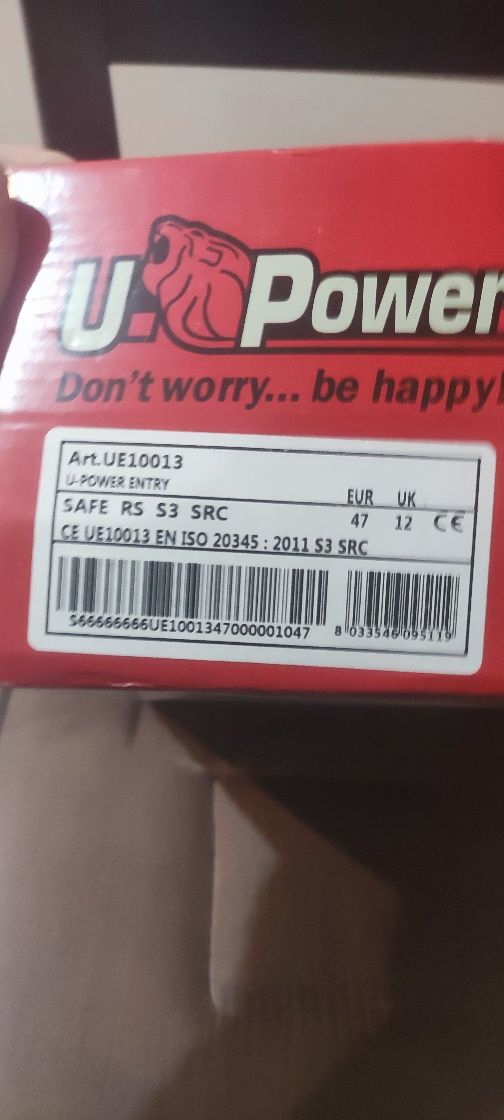 U-Power
Don't worry... be happy!
Art.UE10013
U-POWER ENTRY
EUR UK
SAFE RS S3 SRC
47 12 CE
CE UE10013 EN ISO 20345 : 2011 S3 SRC
S66666666UE1001347000001047
8 033546 095119